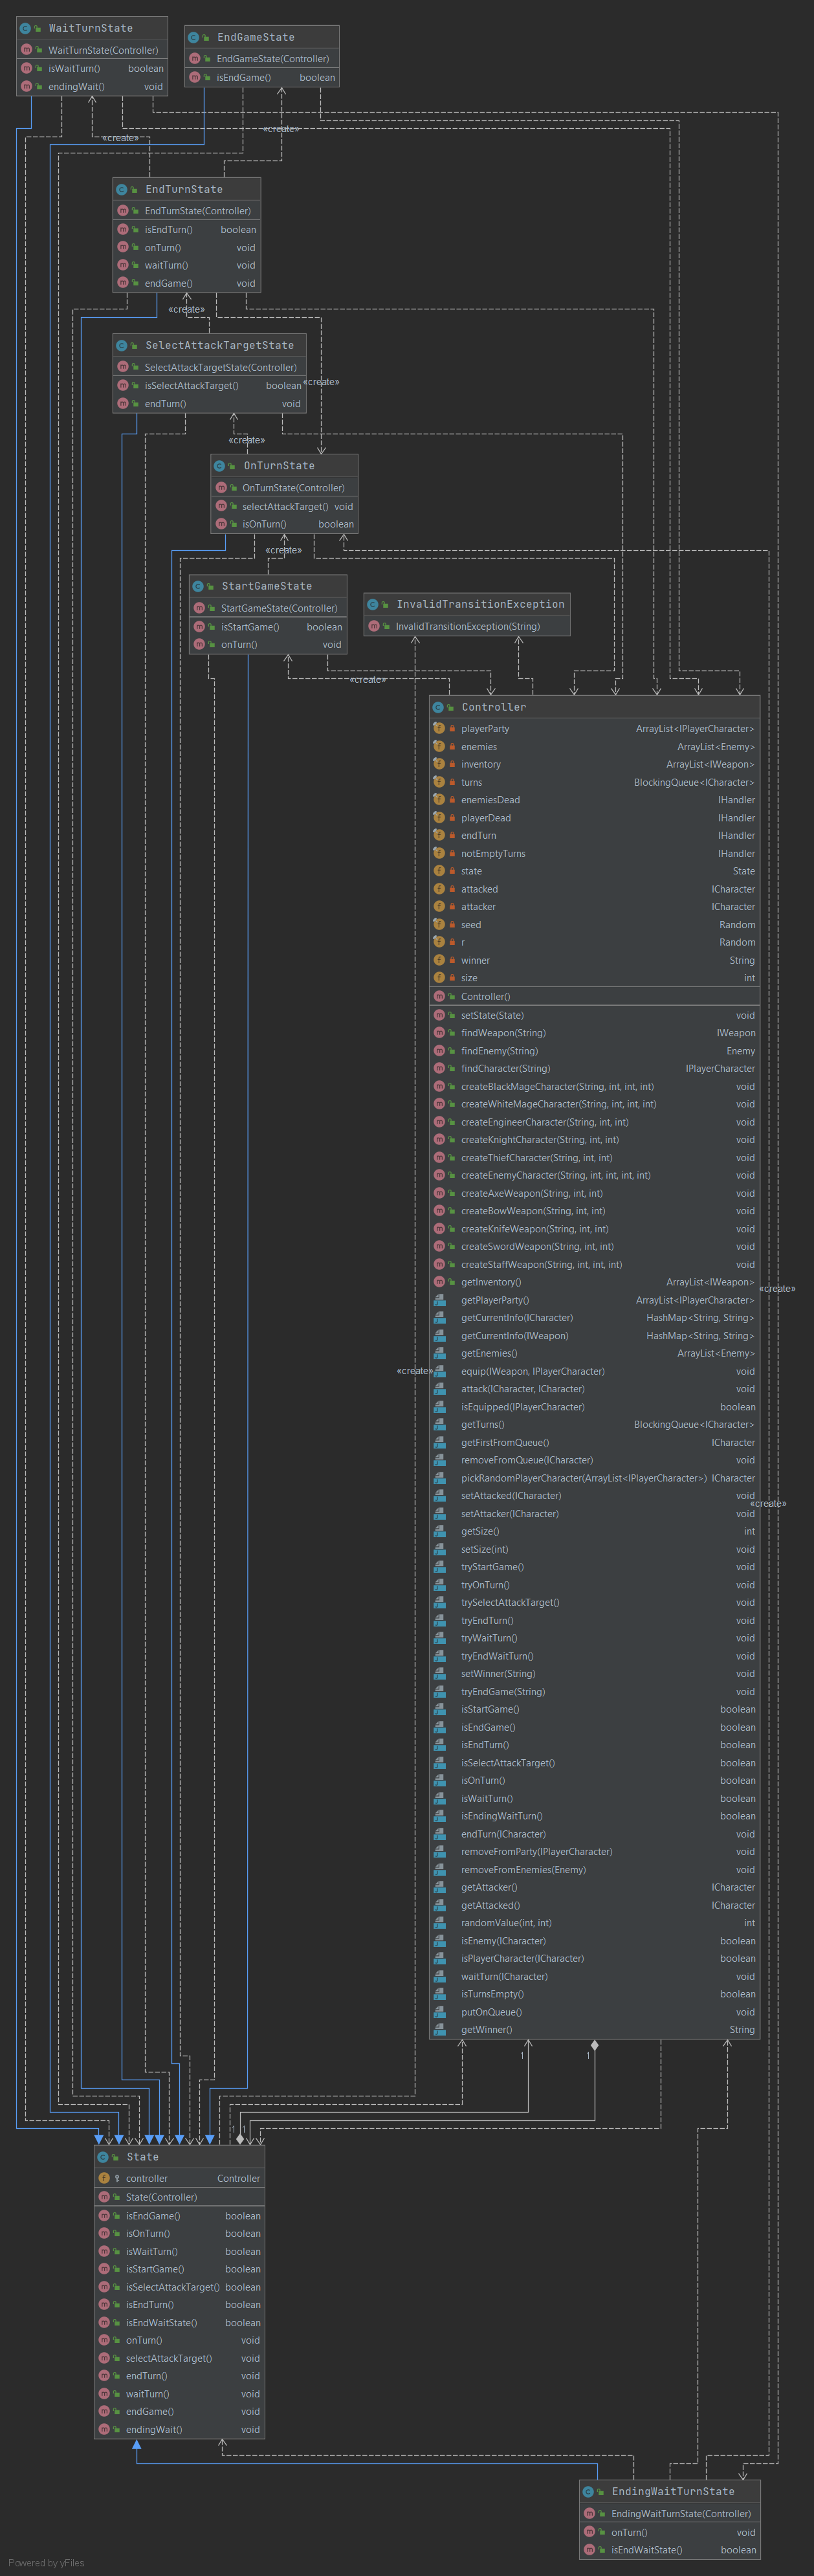 WaitTurnState
WaitTurnState(Controller)
isWaitTurn() boolean
endingWait() void
EndGameState
EndGameState(Controller)
isEndGame() boolean
«create»
«create»
EndTurnState
EndTurnState(Controller)
isEndTurn() boolean
onTurn() void
waitTurn() void
endGame() void
«create»
SelectAttackTargetState
SelectAttackTargetState(Controller)
isSelectAttackTarget() boolean
endTurn() void
«create»
«create»
OnTurnState
OnTurnState(Controller)
selectAttackTarget() void
isOnTurn() boolean
«create»
StartGameState
StartGameState(Controller)
isStartGame() boolean
onTurn() void
InvalidTransitionException
InvalidTransitionException(String)
«create»
Controller
playerParty ArrayList<IPlayerCharacter>
enemies ArrayList<Enemy>
inventory ArrayList<IWeapon>
turns BlockingQueue<ICharacter>
enemiesDead IHandler
playerDead IHandler
endTurn IHandler
notEmptyTurns IHandler
state State
attacked ICharacter
attacker ICharacter
seed Random
r Random
winner String
size int
Controller()
setState(State) void
findWeapon(String) IWeapon
findEnemy(String) Enemy
findCharacter(String) IPlayerCharacter
createBlackMageCharacter(String, int, int, int) void
createWhiteMageCharacter(String, int, int, int) void
createEngineerCharacter(String, int, int) void
createKnightCharacter(String, int, int) void
createThiefCharacter(String, int, int) void
createEnemyCharacter(String, int, int, int, int) void
createAxeWeapon(String, int, int) void
createBowWeapon(String, int, int) void
createKnifeWeapon(String, int, int) void
createSwordWeapon(String, int, int) void
createStaffWeapon(String, int, int, int) void
getInventory() ArrayList<IWeapon>
«create»
getPlayerParty() ArrayList<IPlayerCharacter>
getCurrentInfo(ICharacter) HashMap<String, String>
getCurrentInfo(IWeapon) HashMap<String, String>
getEnemies() ArrayList<Enemy>
«create»
equip(IWeapon, IPlayerCharacter) void
attack(ICharacter, ICharacter) void
isEquipped(IPlayerCharacter) boolean
getTurns() BlockingQueue<ICharacter>
getFirstFromQueue() ICharacter
removeFromQueue(ICharacter) void
pickRandomPlayerCharacter(ArrayList<IPlayerCharacter>) ICharacter
setAttacked(ICharacter) void
«create»
setAttacker(ICharacter) void
getSize() int
setSize(int) void
tryStartGame() void
tryOnTurn() void
trySelectAttackTarget() void
tryEndTurn() void
tryWaitTurn() void
tryEndWaitTurn() void
setWinner(String) void
tryEndGame(String) void
isStartGame() boolean
isEndGame() boolean
isEndTurn() boolean
isSelectAttackTarget() boolean
isOnTurn() boolean
isWaitTurn() boolean
isEndingWaitTurn() boolean
endTurn(ICharacter) void
removeFromParty(IPlayerCharacter) void
removeFromEnemies(Enemy) void
getAttacker() ICharacter
getAttacked() ICharacter
randomValue(int, int) int
isEnemy(ICharacter) boolean
isPlayerCharacter(ICharacter) boolean
waitTurn(ICharacter) void
isTurnsEmpty() boolean
putOnQueue() void
getWinner() String
1 1
1 1
State
controller Controller
State(Controller)
isEndGame() boolean
isOnTurn() boolean
isWaitTurn() boolean
isStartGame() boolean
isSelectAttackTarget() boolean
isEndTurn() boolean
isEndWaitState() boolean
onTurn() void
selectAttackTarget() void
endTurn() void
waitTurn() void
endGame() void
endingWait() void
EndingWaitTurnState
EndingWaitTurnState(Controller)
onTurn() void
isEndWaitState() boolean
Powered by yFiles